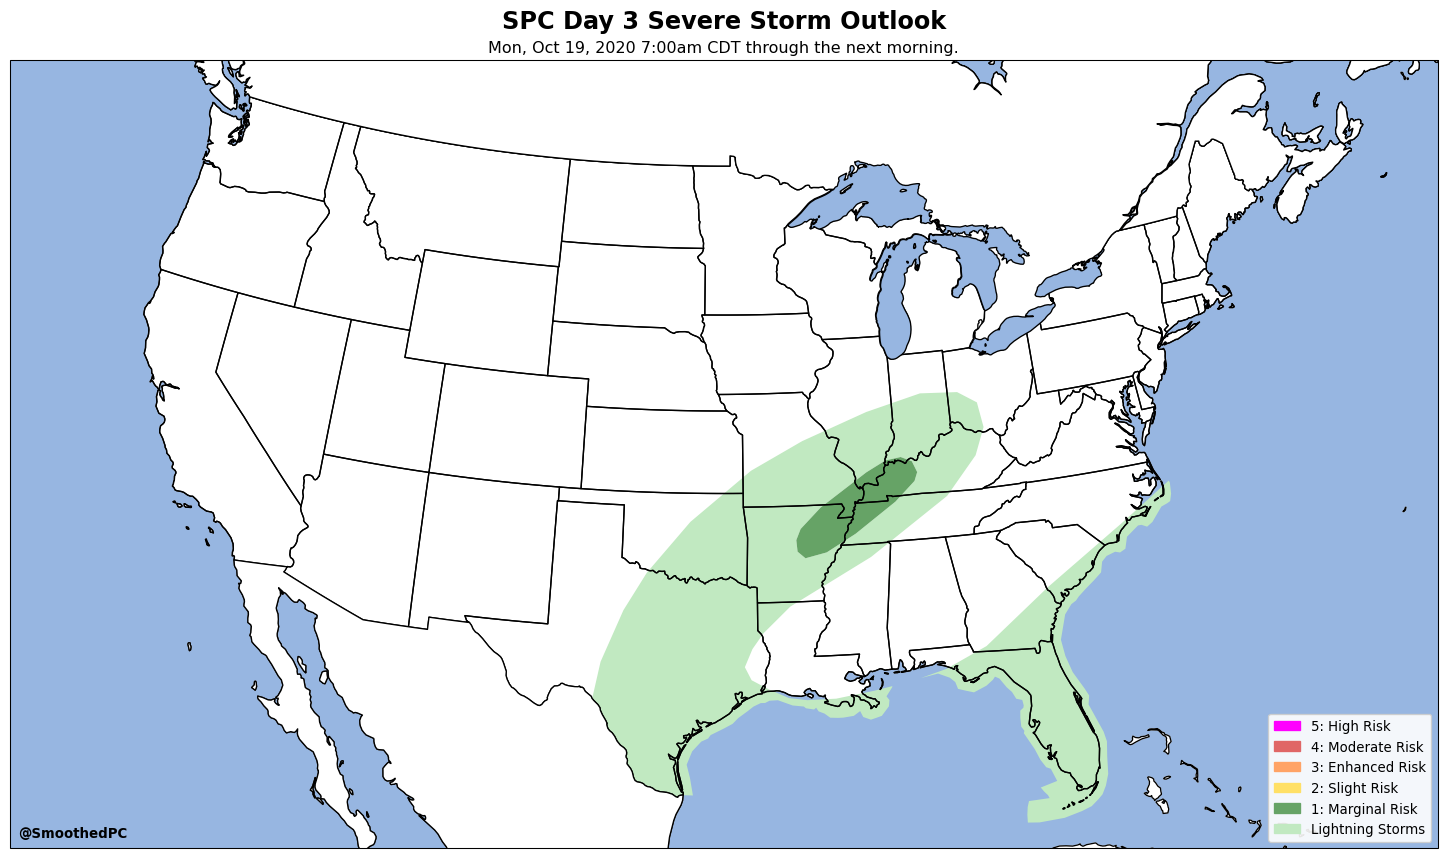 SPC Day 3 Severe Storm Outlook
Mon, Oct 19, 2020 7:00am CDT through the next morning.
5: High Risk
4: Moderate Risk
3: Enhanced Risk
2: Slight Risk
1: Marginal Risk
Lightning Storms
@SmoothedPC